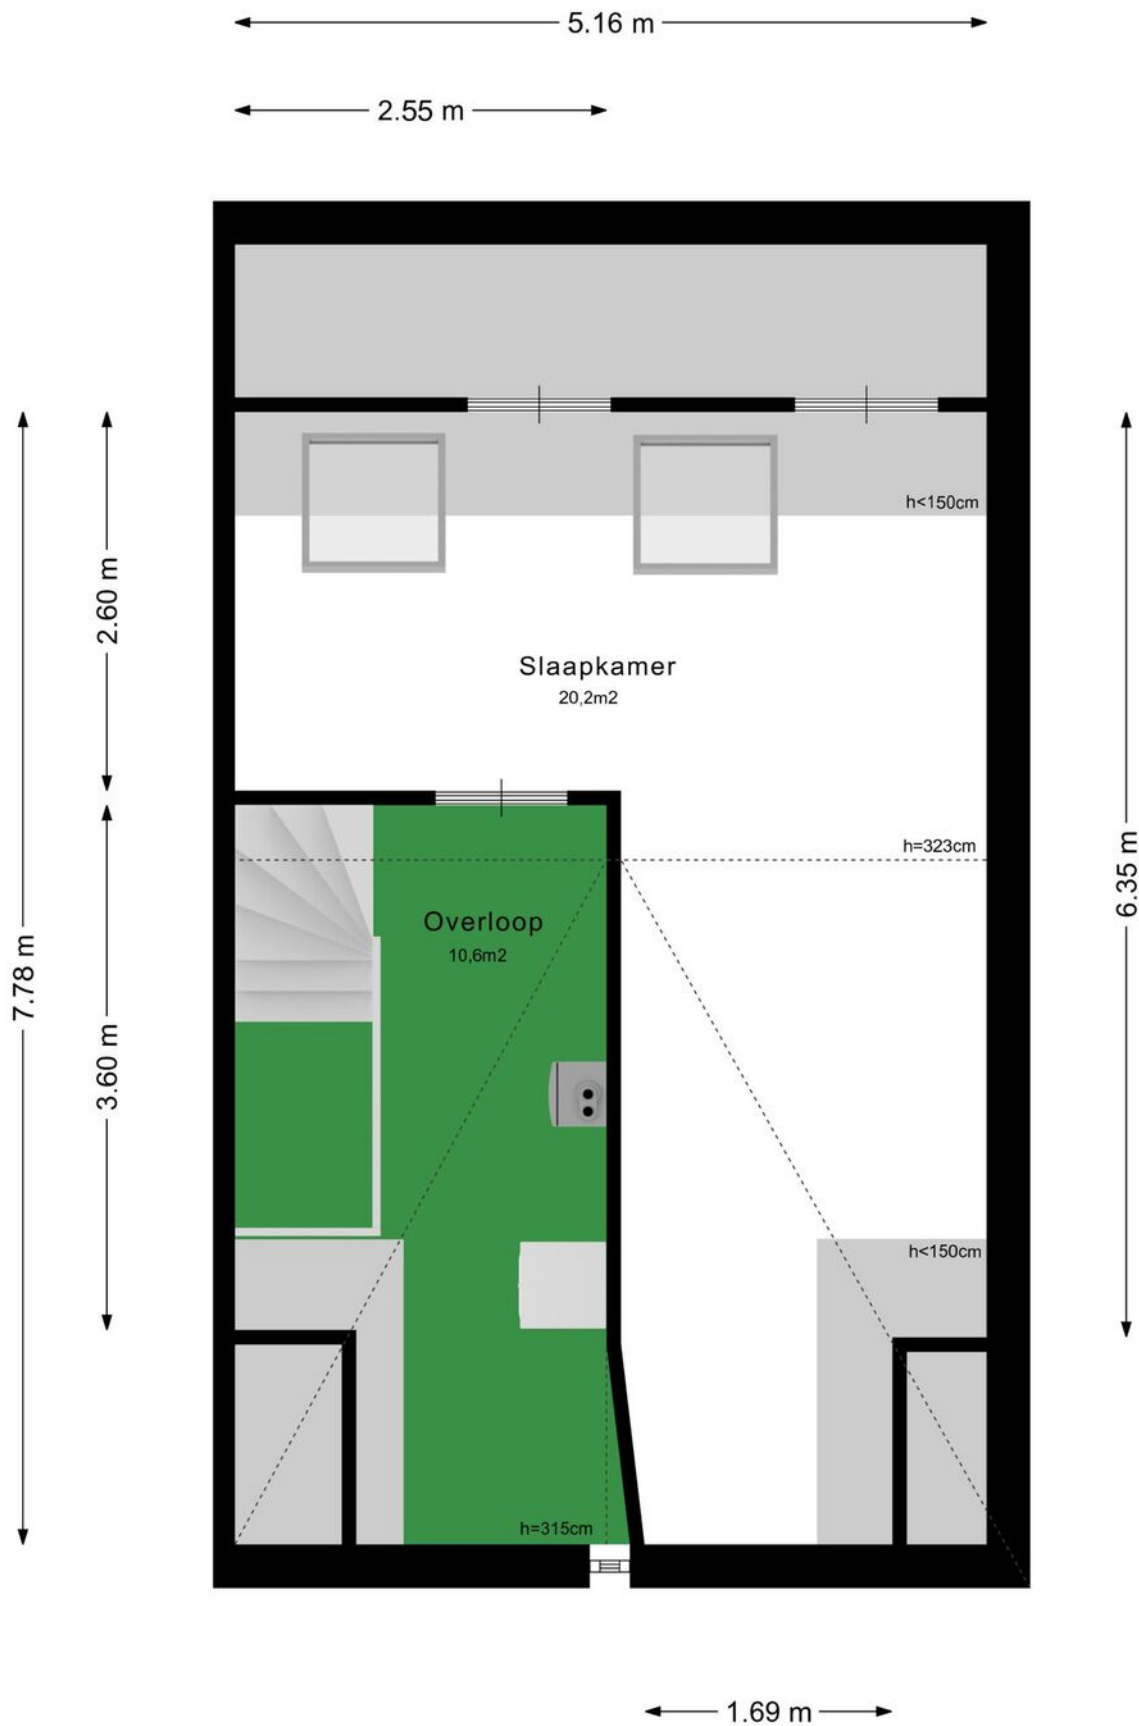 5.16 m
2.55 m
h<150cm
2.60 m
Slaapkamer
20,2m2
h=323cm
6.35 m
Overloop
10,6m2
7.78 m
3.60 m
h<150cm
h=315cm
1.69 m